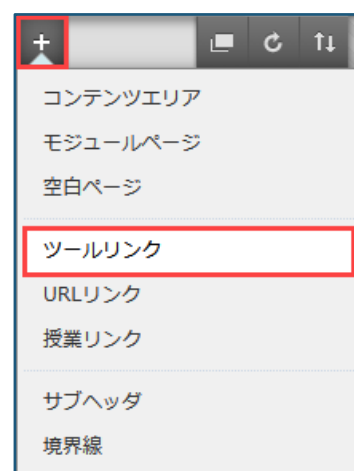 コンテンツエリア
モジュールページ
空白ページ
ツールリンク
URLリンク
授業リンク
サブヘッダ
境界線